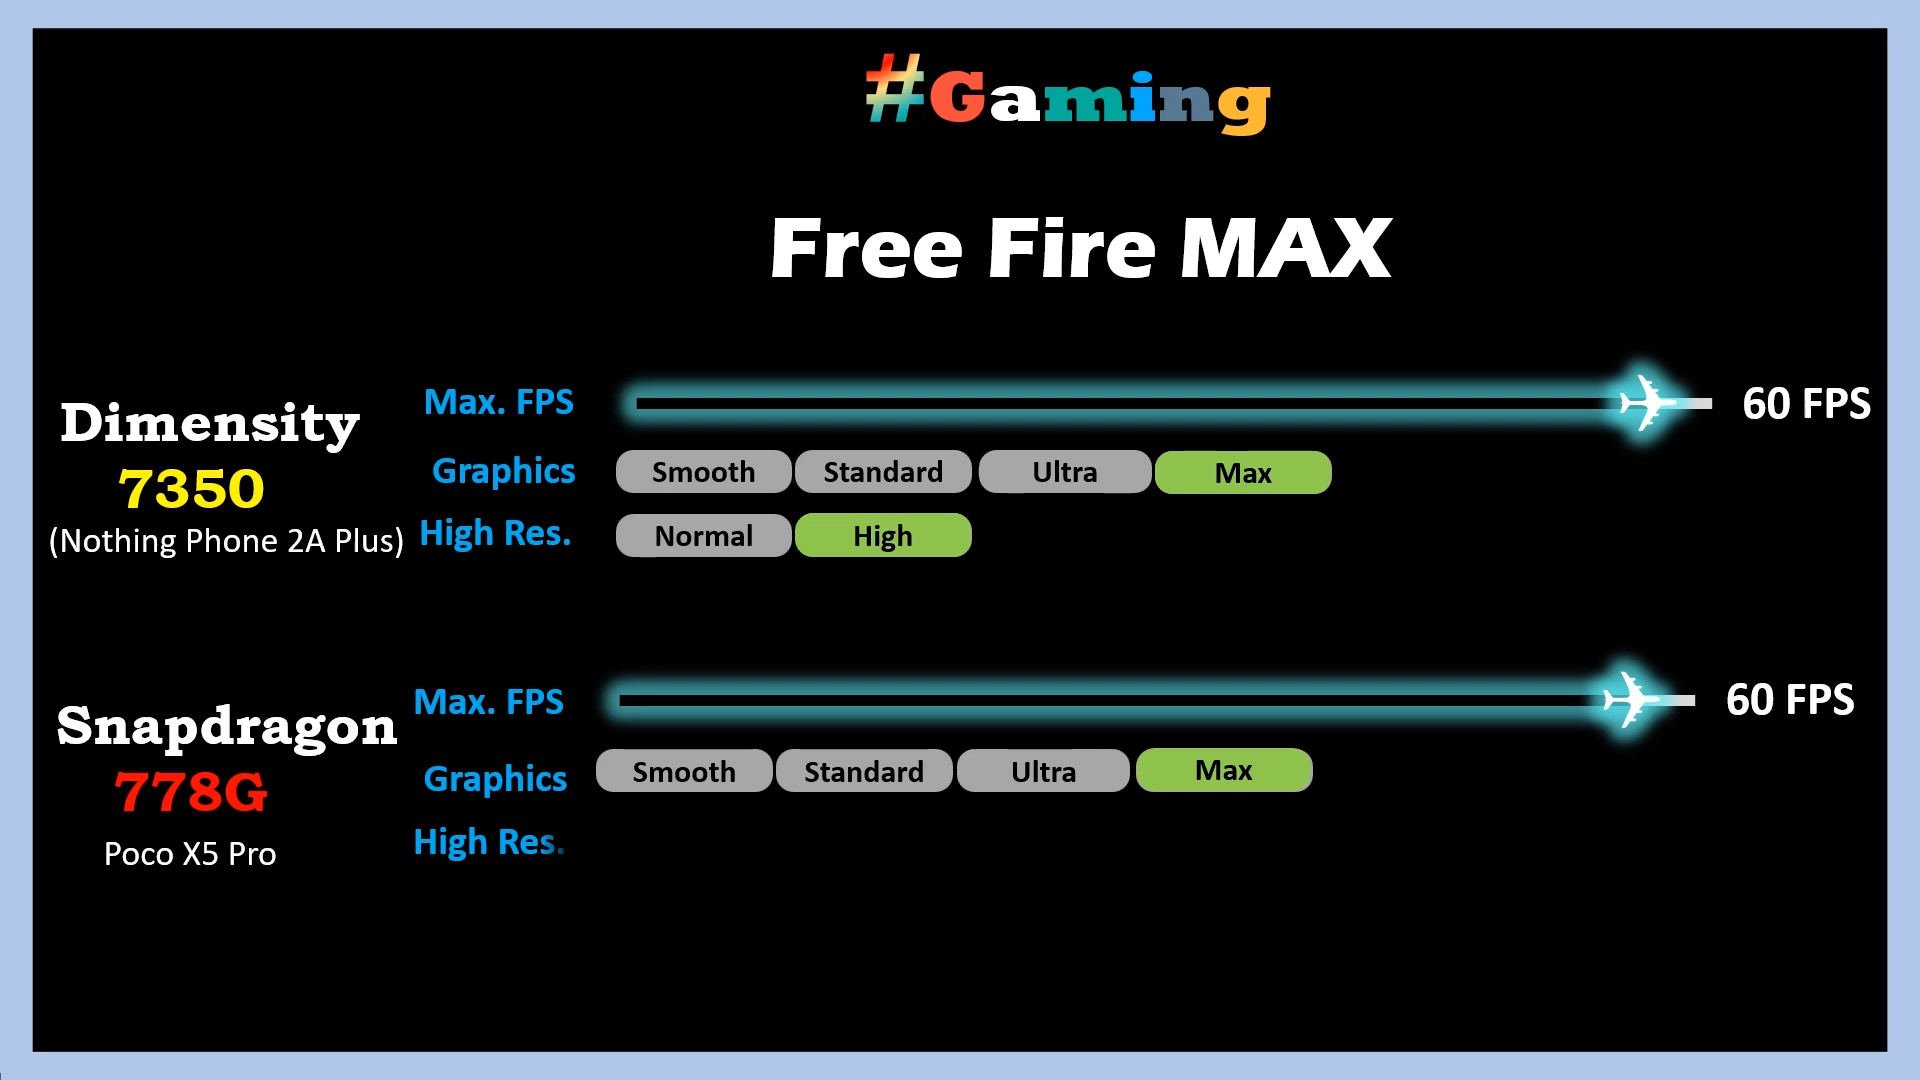 #Gaming
Free Fire MAX
Dimensity
7350
(Nothing Phone 2A Plus)
Max. FPS
60 FPS
Graphics
Smooth
Standard
Ultra
Max
High Res.
Normal
High
Snapdragon
778G
Poco X5 Pro
Max. FPS
60 FPS
Graphics
Smooth
Standard
Ultra
Max
High Res.